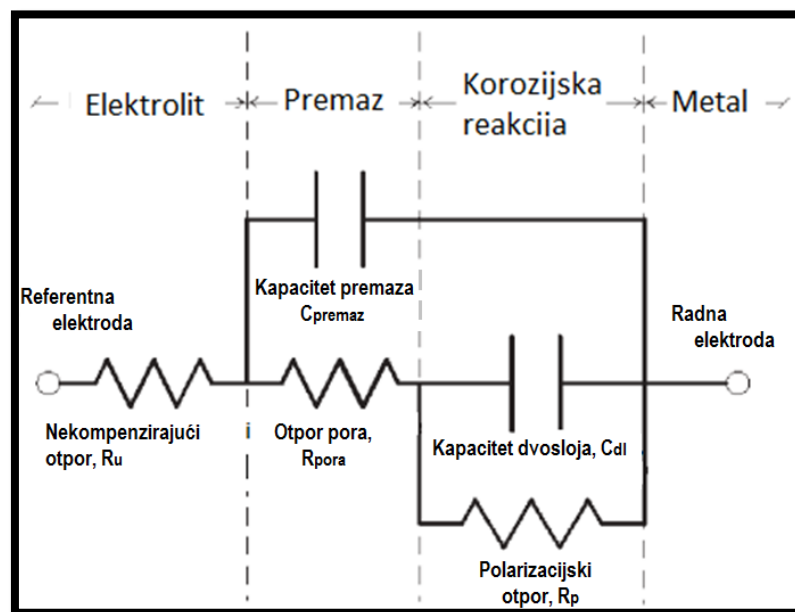 Elektrolit
Premaz
Korozijska
reakcija
Metal
Kapacitet premaza
Cpremaz
Referentna
elektroda
Radna
elektroda
Nekompenzirajući
otpor, Ru
i
Otpor pora,
Rpora
Kapacitet dvosloja, Cdl
Polarizacijski
otpor, Rp